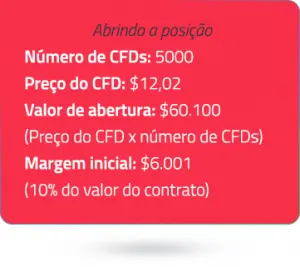 Abrindo a posição
Número de CFDs: 5000
Preço do CFD: $12,02
Valor de abertura: $60.100
(Preço do CFD x número de CFDs)
Margem inicial: $6.001
(10% do valor do contrato)